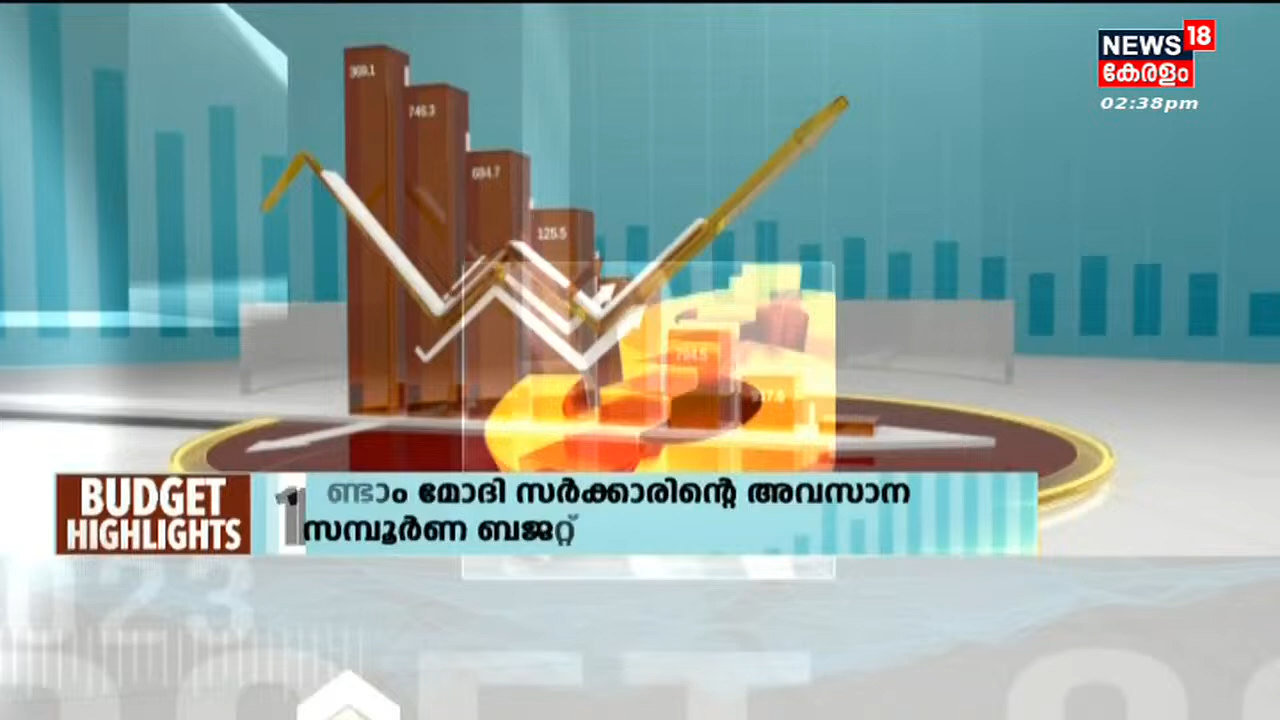 NEWS 18
കേരളം
02:38pm
369.1
746.3
684.7
125.5
BUDGET
HIGHLIGHTS
1
ണ്ടാം മോദി സർക്കാരിന്റെ അവസാന
സമ്പൂർണ ബജറ്റ്